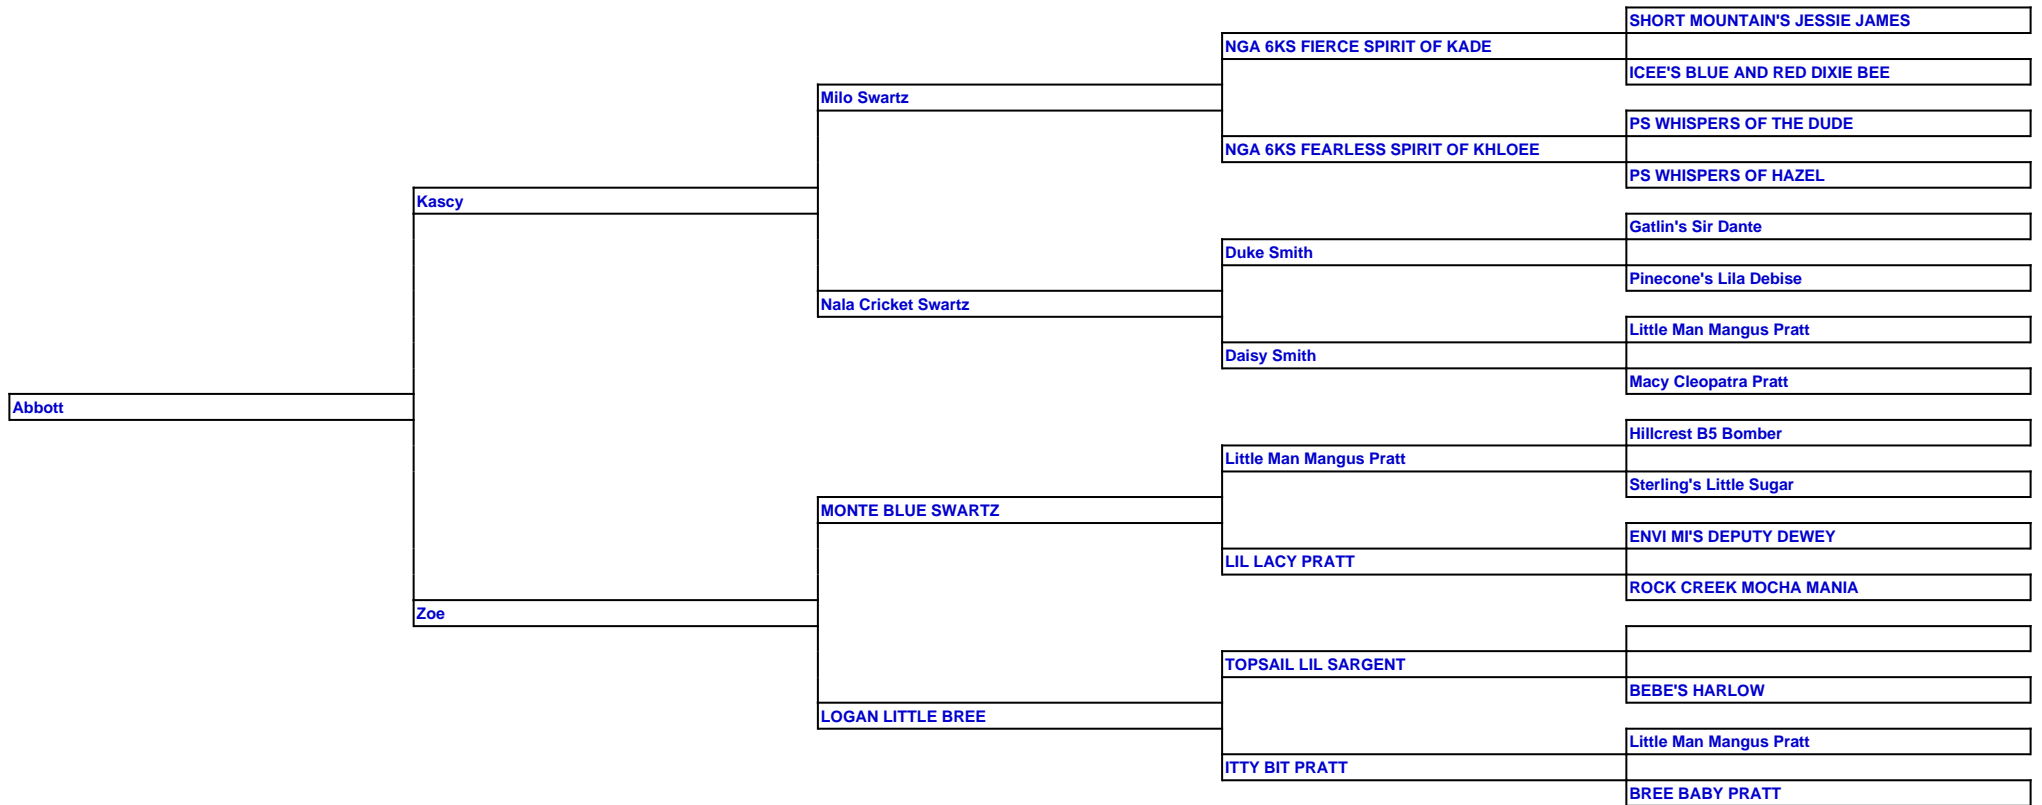 SHORT MOUNTAIN'S JESSIE JAMES
NGA 6KS FIERCE SPIRIT OF KADE
ICEE'S BLUE AND RED DIXIE BEE
Milo Swartz
PS WHISPERS OF THE DUDE
NGA 6KS FEARLESS SPIRIT OF KHLOEE
PS WHISPERS OF HAZEL
Kascy
Gatlin's Sir Dante
Duke Smith
Pinecone's Lila Debise
Nala Cricket Swartz
Little Man Mangus Pratt
Daisy Smith
Macy Cleopatra Pratt
Abbott
Hillcrest B5 Bomber
Little Man Mangus Pratt
Sterling's Little Sugar
MONTE BLUE SWARTZ
ENVI MI'S DEPUTY DEWEY
LIL LACY PRATT
ROCK CREEK MOCHA MANIA
Zoe
TOPSAIL LIL SARGENT
BEBE'S HARLOW
LOGAN LITTLE BREE
Little Man Mangus Pratt
ITTY BIT PRATT
BREE BABY PRATT